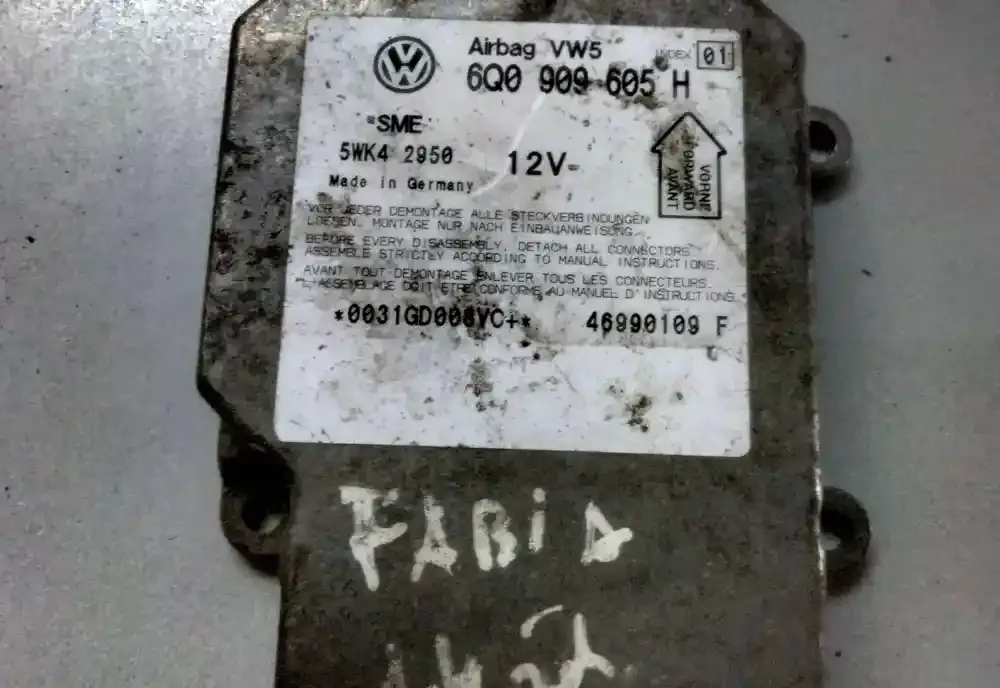 Airbag VW5 INDEX 01
6Q0 909 605 H
SME
5WK4 2950 12V
Made in Germany
VORNE
FORWARD
AVANT
VOR JEDER DEMONTAGE ALLE STECKVERBINDUNGEN
LOESEN. MONTAGE NUR NACH EINBAUANWEISUNG.
BEFORE EVERY DISASSEMBLY, DETACH ALL CONNECTORS
ASSEMBLE STRICTLY ACCORDING TO MANUAL INSTRUCTIONS.
AVANT TOUT DEMONTAGE ENLEVER TOUS LES CONNECTEURS.
L'ASSEMBLAGE DOIT ETRE CONFORME AU MANUEL D'INSTRUCTIONS.
*0031GD008VC+* 46990109 F
FABiA